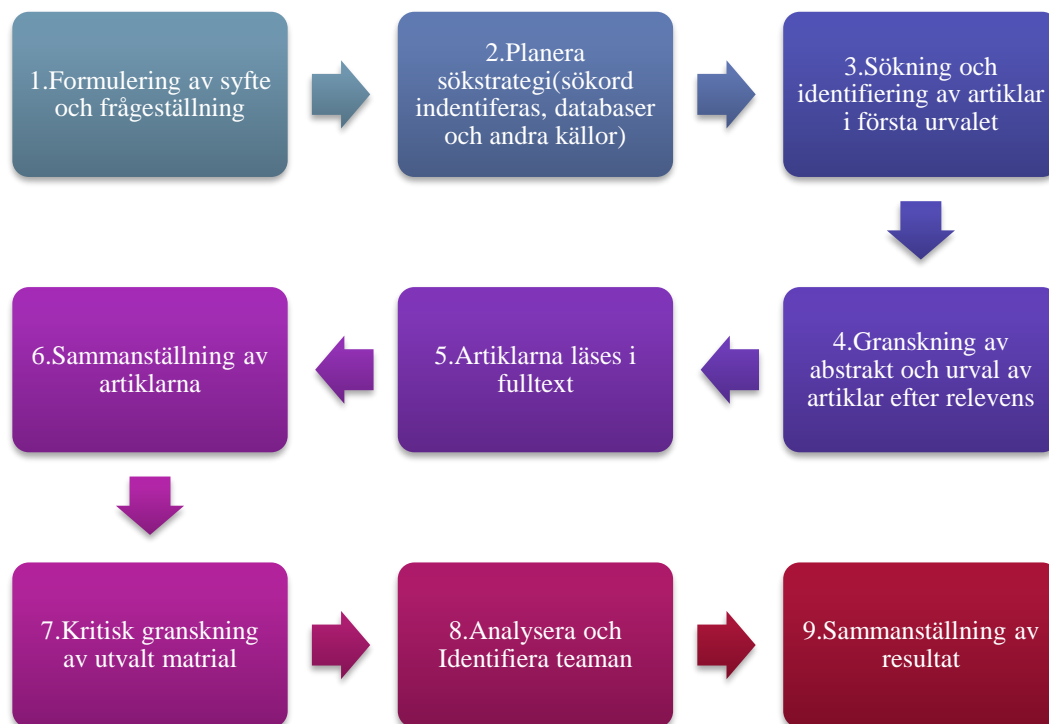 1.Formulering av syfte
och frågeställning
2.Planera
sökstrategi(sökord
indentiferas, databaser
och andra källor)
3.Sökning och
identifiering av artiklar
i första urvalet
4.Granskning av
abstrakt och urval av
artiklar efter relevens
5.Artiklarna läses i
fulltext
6.Sammanställning av
artiklarna
7.Kritisk granskning
av utvalt matrial
8.Analysera och
Identifiera teaman
9.Sammanställning av
resultat